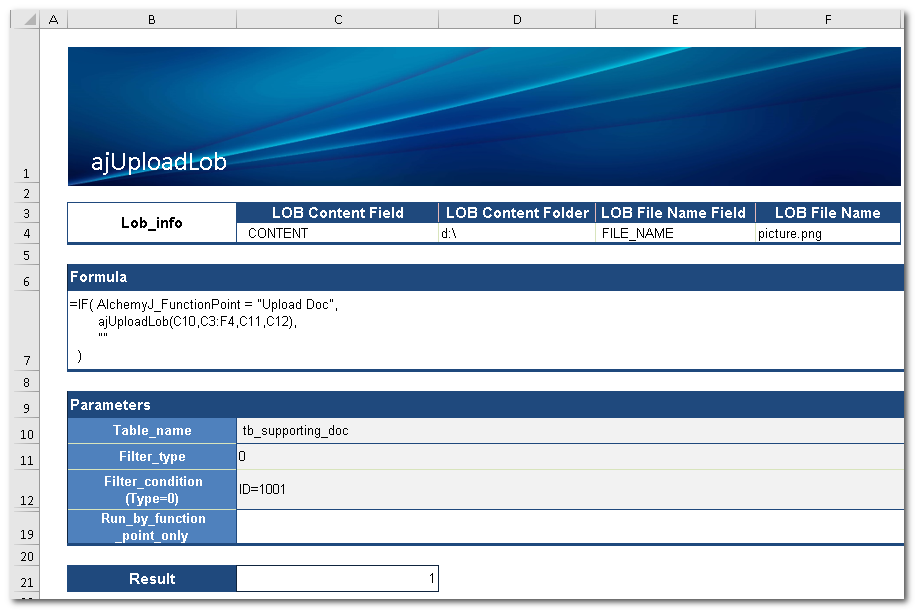 A B C D E F
1 ajUploadLob
2
3 Lob_info LOB Content Field LOB Content Folder LOB File Name Field LOB File Name
4 CONTENT d:\ FILE_NAME picture.png
5
6 Formula
=IF( AlchemyJ_FunctionPoint = "Upload Doc",
ajUploadLob(C10,C3:F4,C11,C12),
""
7 )
8
9 Parameters
10 Table_name tb_supporting_doc
11 Filter_type 0
Filter_condition
12 (Type=0) ID=1001
Run_by_function
19 _point_only
20
21 Result 1